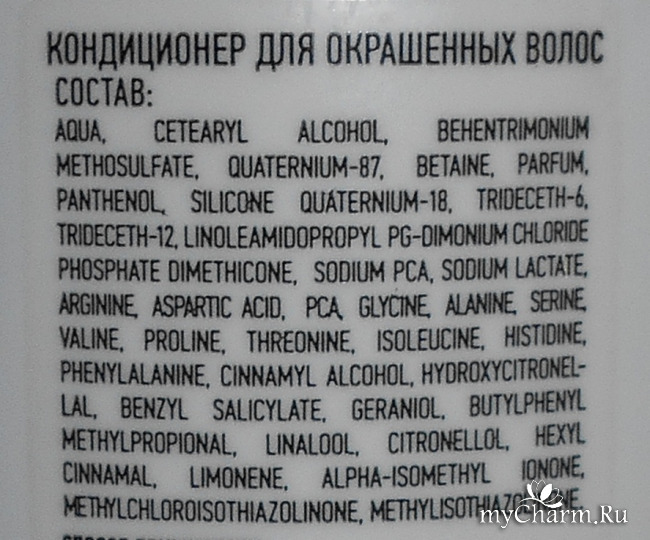 КОНДИЦИОНЕР ДЛЯ ОКРАШЕННЫХ ВОЛОС
СОСТАВ:
AQUA, CETEARYL ALCOHOL, BEHENTRIMONIUM
METHOSULFATE, QUATERNIUM-87, BETAINE, PARFUM,
PANTHENOL, SILICONE QUATERNIUM-18, TRIDECETH-6,
TRIDECETH-12, LINOLEAMIDOPROPYL PG-DIMONIUM CHLORIDE
PHOSPHATE DIMETHICONE, SODIUM PCA, SODIUM LACTATE,
ARGININE, ASPARTIC ACID, PCA, GLYCINE, ALANINE, SERINE,
VALINE, PROLINE, THREONINE, ISOLEUCINE, HISTIDINE,
PHENYLALANINE, CINNAMYL ALCOHOL, HYDROXYCITRONEL-
LAL, BENZYL SALICYLATE, GERANIOL, BUTYLPHENYL
METHYLPROPIONAL, LINALOOL, CITRONELLOL, HEXYL
CINNAMAL, LIMONENE, ALPHA-ISOMETHYL IONONE,
METHYLCHLOROISOTHIAZOLINONE, METHYLISOTHIAZOLINONE.
myCharm.Ru